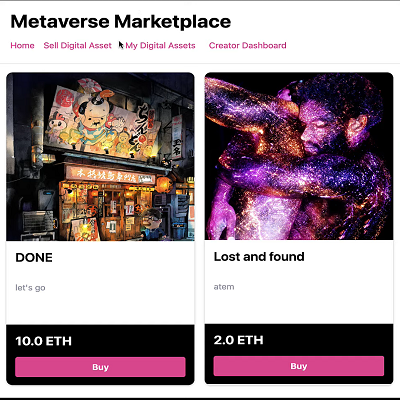 Metaverse Marketplace
Home Sell Digital Asset My Digital Assets Creator Dashboard
DONE
let's go
10.0 ETH
Buy
Lost and found
atem
2.0 ETH
Buy